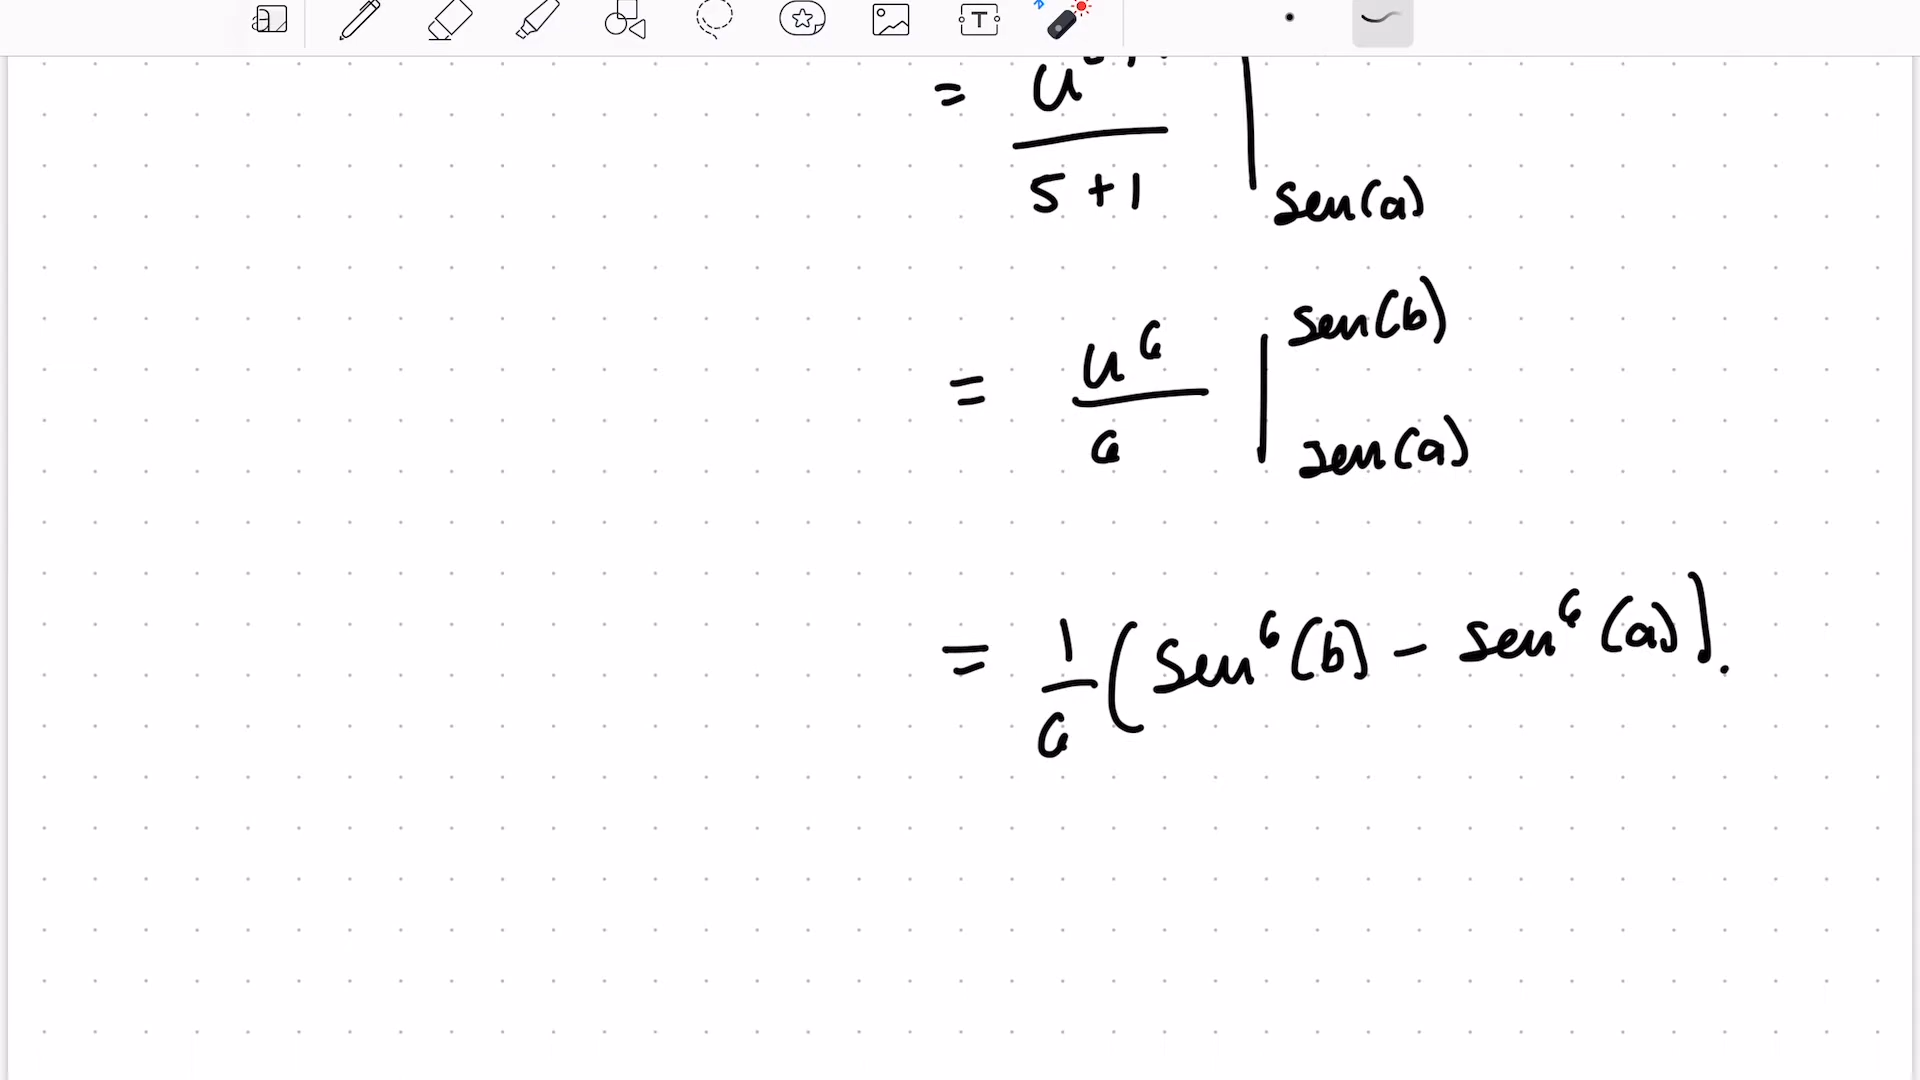 = u
5 + 1 | sen(a)
= u^6 / 6 | sen(b)
sen(a)
= 1/6 (sen^6 (b) - sen^6 (a)).